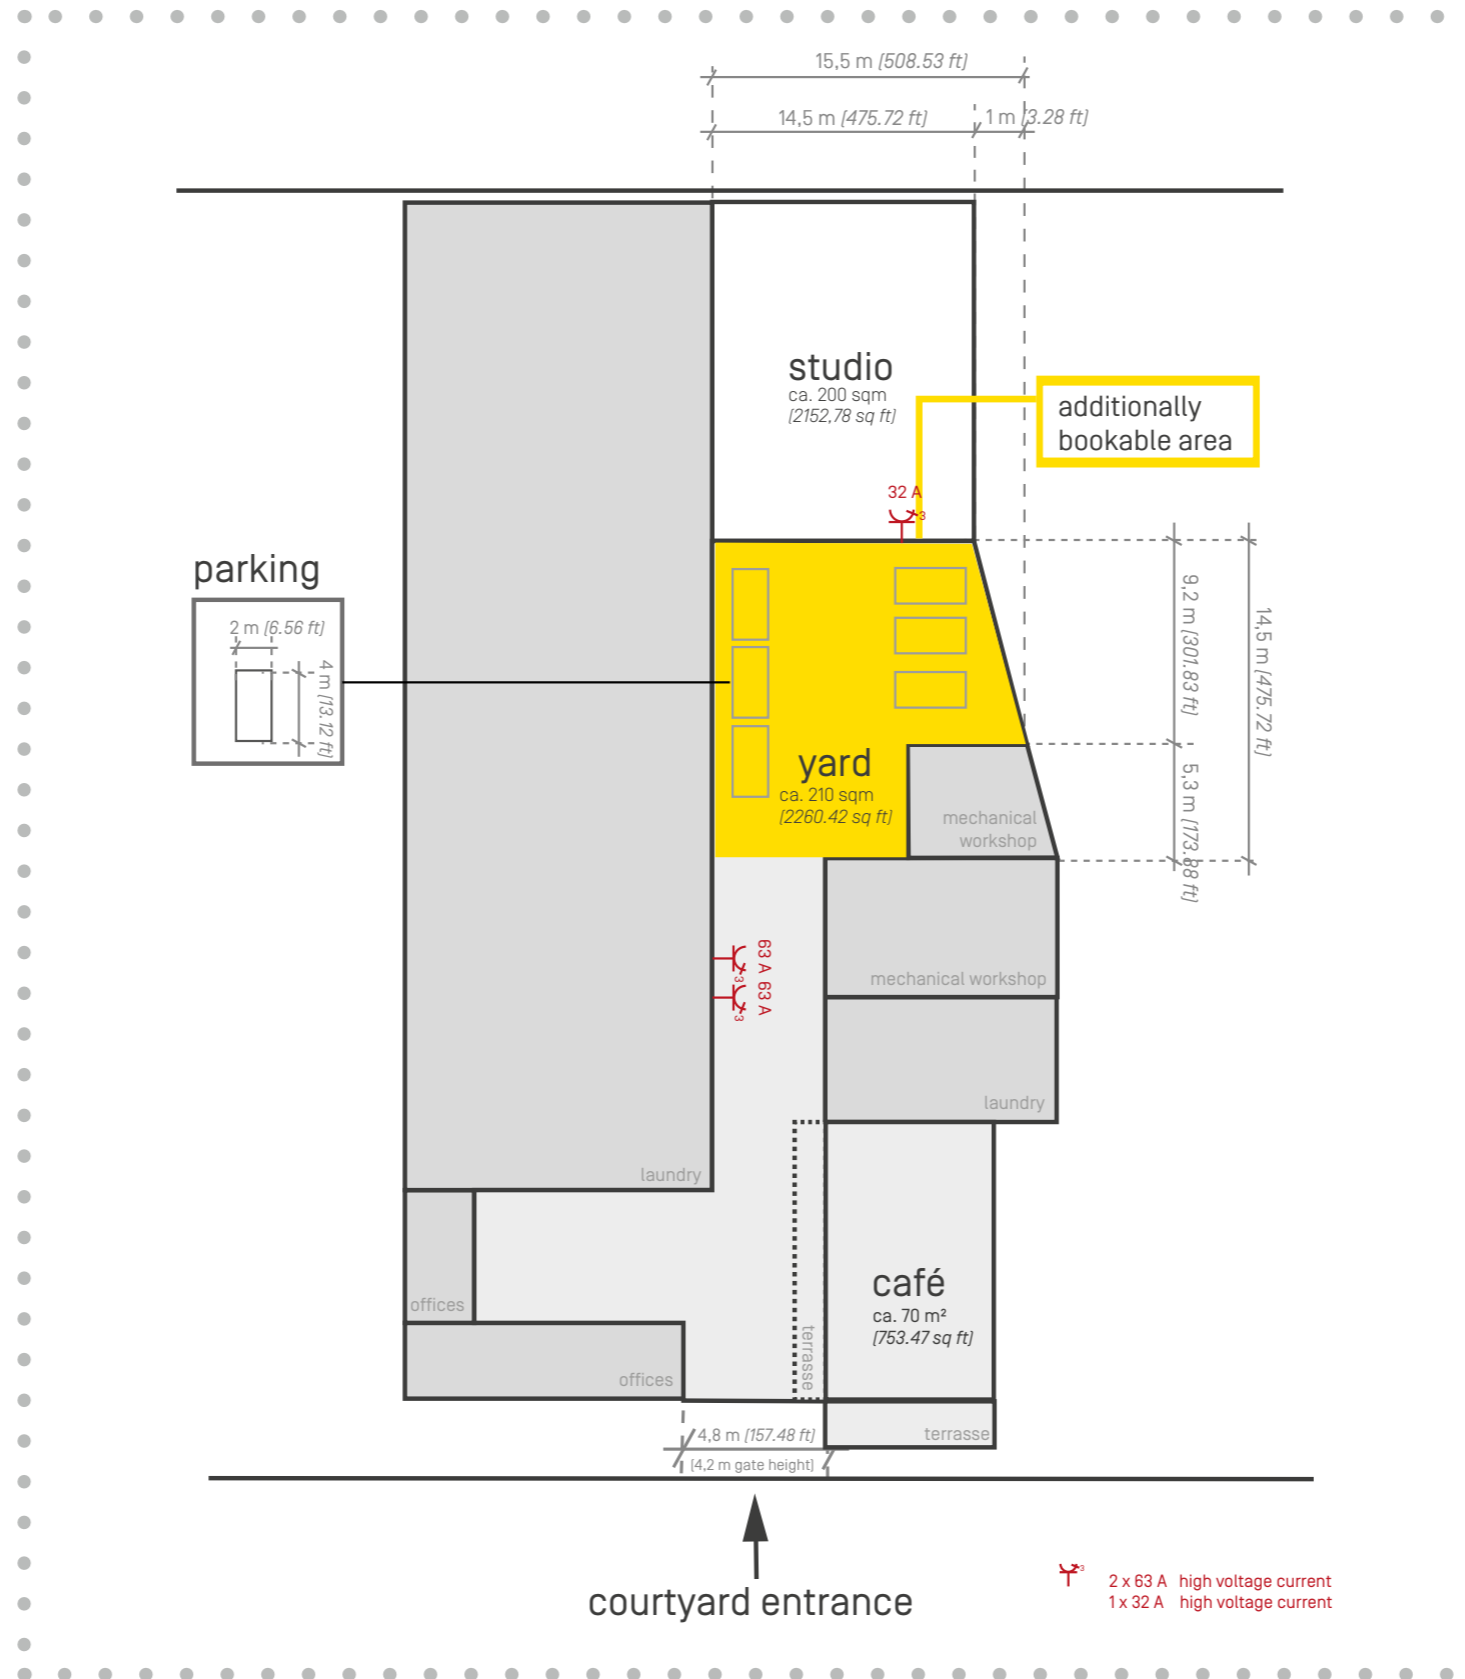 15,5 m [508.53 ft]
14,5 m [475.72 ft]
1 m [3.28 ft]
studio
ca. 200 sqm
[2152,78 sq ft]
additionally
bookable area
32 A
3
parking
2 m [6.56 ft]
4 m [13.12 ft]
9,2 m [301.83 ft]
14,5 m [475.72 ft]
5,3 m [173.88 ft]
yard
ca. 210 sqm
[2260.42 sq ft]
mechanical
workshop
63 A
3
63 A
3
mechanical workshop
laundry
laundry
offices
café
ca. 70 m²
[753.47 sq ft]
terrasse
offices
terrasse
4,8 m [157.48 ft]
[4,2 m gate height]
courtyard entrance
3
2 x 63 A high voltage current
1 x 32 A high voltage current